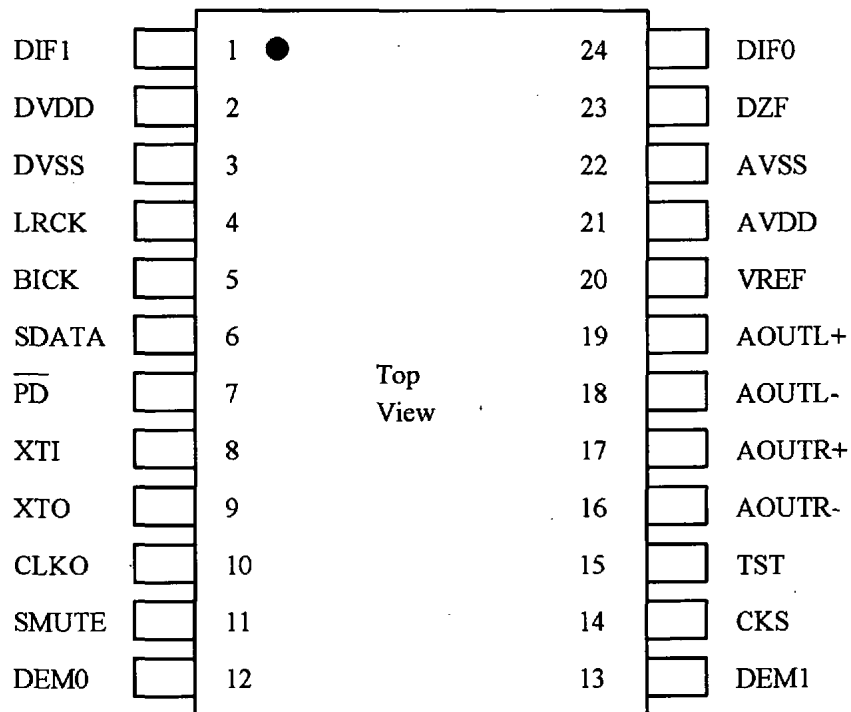 DIF1 1 24 DIF0
DVDD 2 23 DZF
DVSS 3 22 AVSS
LRCK 4 21 AVDD
BICK 5 20 VREF
SDATA 6 19 AOUTL+
P̅D̅ 7 18 AOUTL-
XTI 8 17 AOUTR+
XTO 9 16 AOUTR-
CLKO 10 15 TST
SMUTE 11 14 CKS
DEM0 12 13 DEM1
Top
View